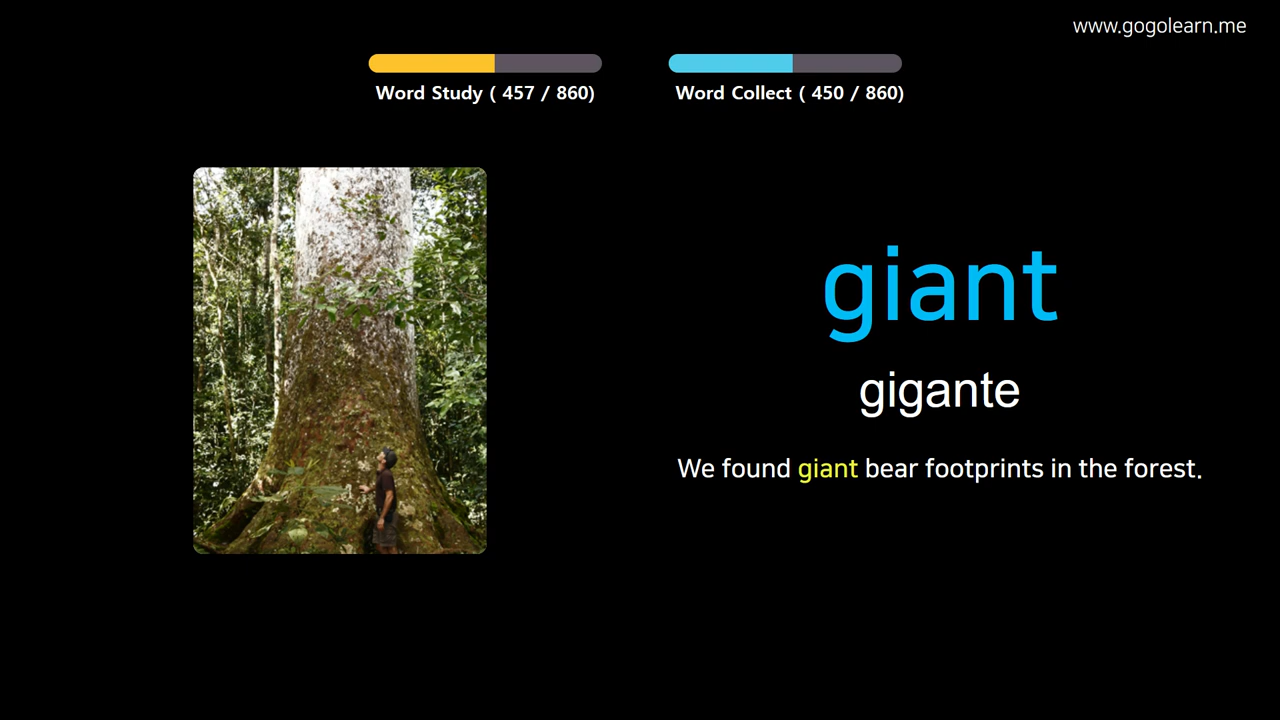 www.gogolearn.me
Word Study ( 457 / 860)
Word Collect ( 450 / 860)
giant
gigante
We found giant bear footprints in the forest.